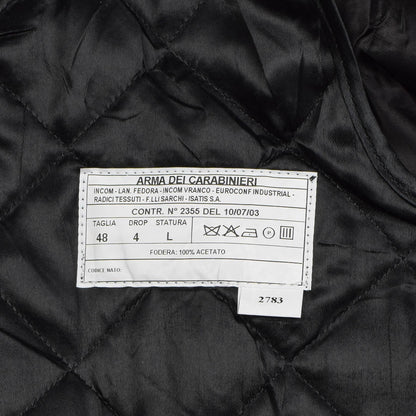 ARMA DEI CARABINIERI
INCOM - LAN. FEDORA - INCOM VRANCO - EUROCONF INDUSTRIAL -
RADICI TESSUTI - F.LLI SARCHI - ISATIS S.A.
CONTR. N° 2355 DEL 10/07/03
TAGLIA DROP STATURA
48 4 L
FODERA: 100% ACETATO
CODICE NATO:
2783